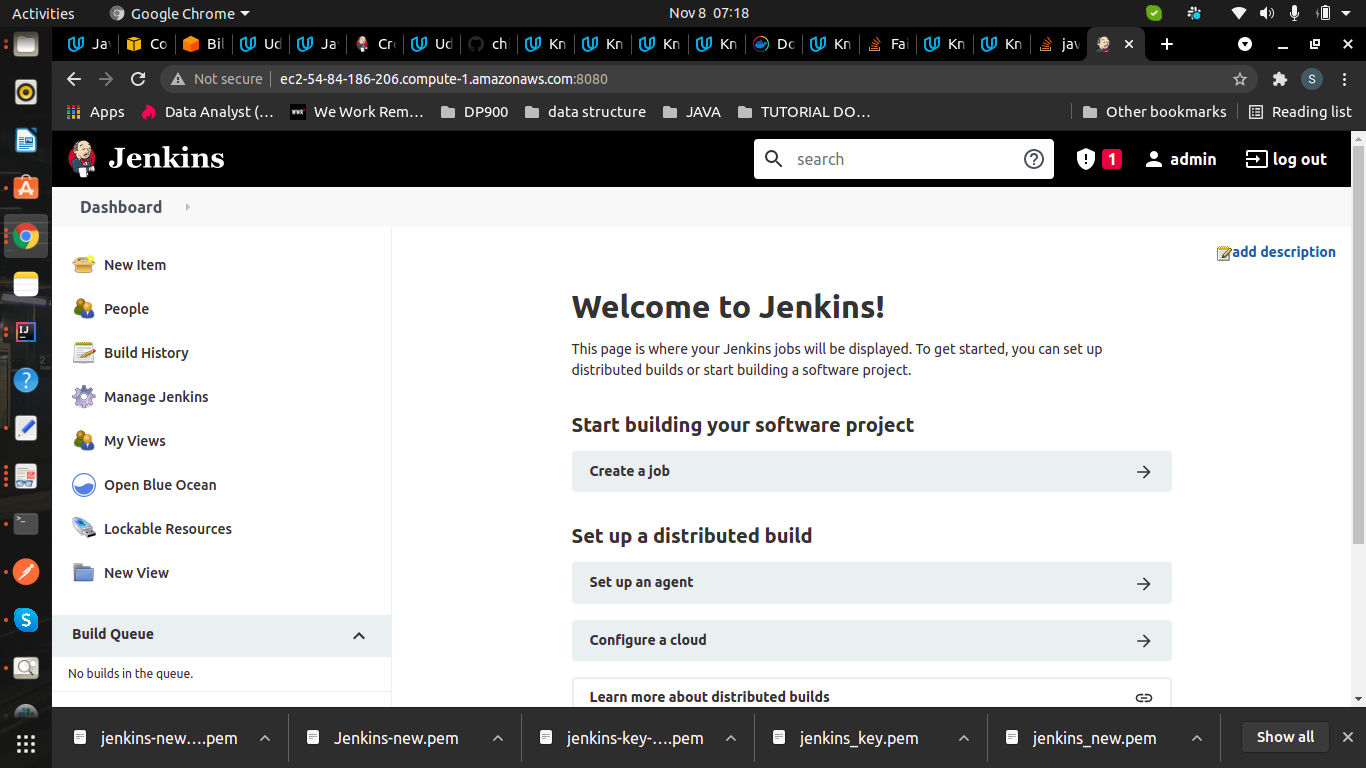 Activities Google Chrome Nov 8 07:18
Jav Co Bil Ud Jav Cre Ud ch Kn Kn Kn Kn Do Kn Fai Kn Kn jav
Not secure ec2-54-84-186-206.compute-1.amazonaws.com:8080 S
Apps Data Analyst (… We Work Rem… DP900 data structure JAVA TUTORIAL DO… Other bookmarks Reading list
Jenkins search 1 admin log out
Dashboard
add description
New Item
People
Build History
Manage Jenkins
My Views
Open Blue Ocean
Lockable Resources
New View
Build Queue
No builds in the queue.
Welcome to Jenkins!
This page is where your Jenkins jobs will be displayed. To get started, you can set up
distributed builds or start building a software project.
Start building your software project
Create a job
Set up a distributed build
Set up an agent
Configure a cloud
Learn more about distributed builds
jenkins-new….pem Jenkins-new.pem jenkins-key-….pem jenkins_key.pem jenkins_new.pem Show all